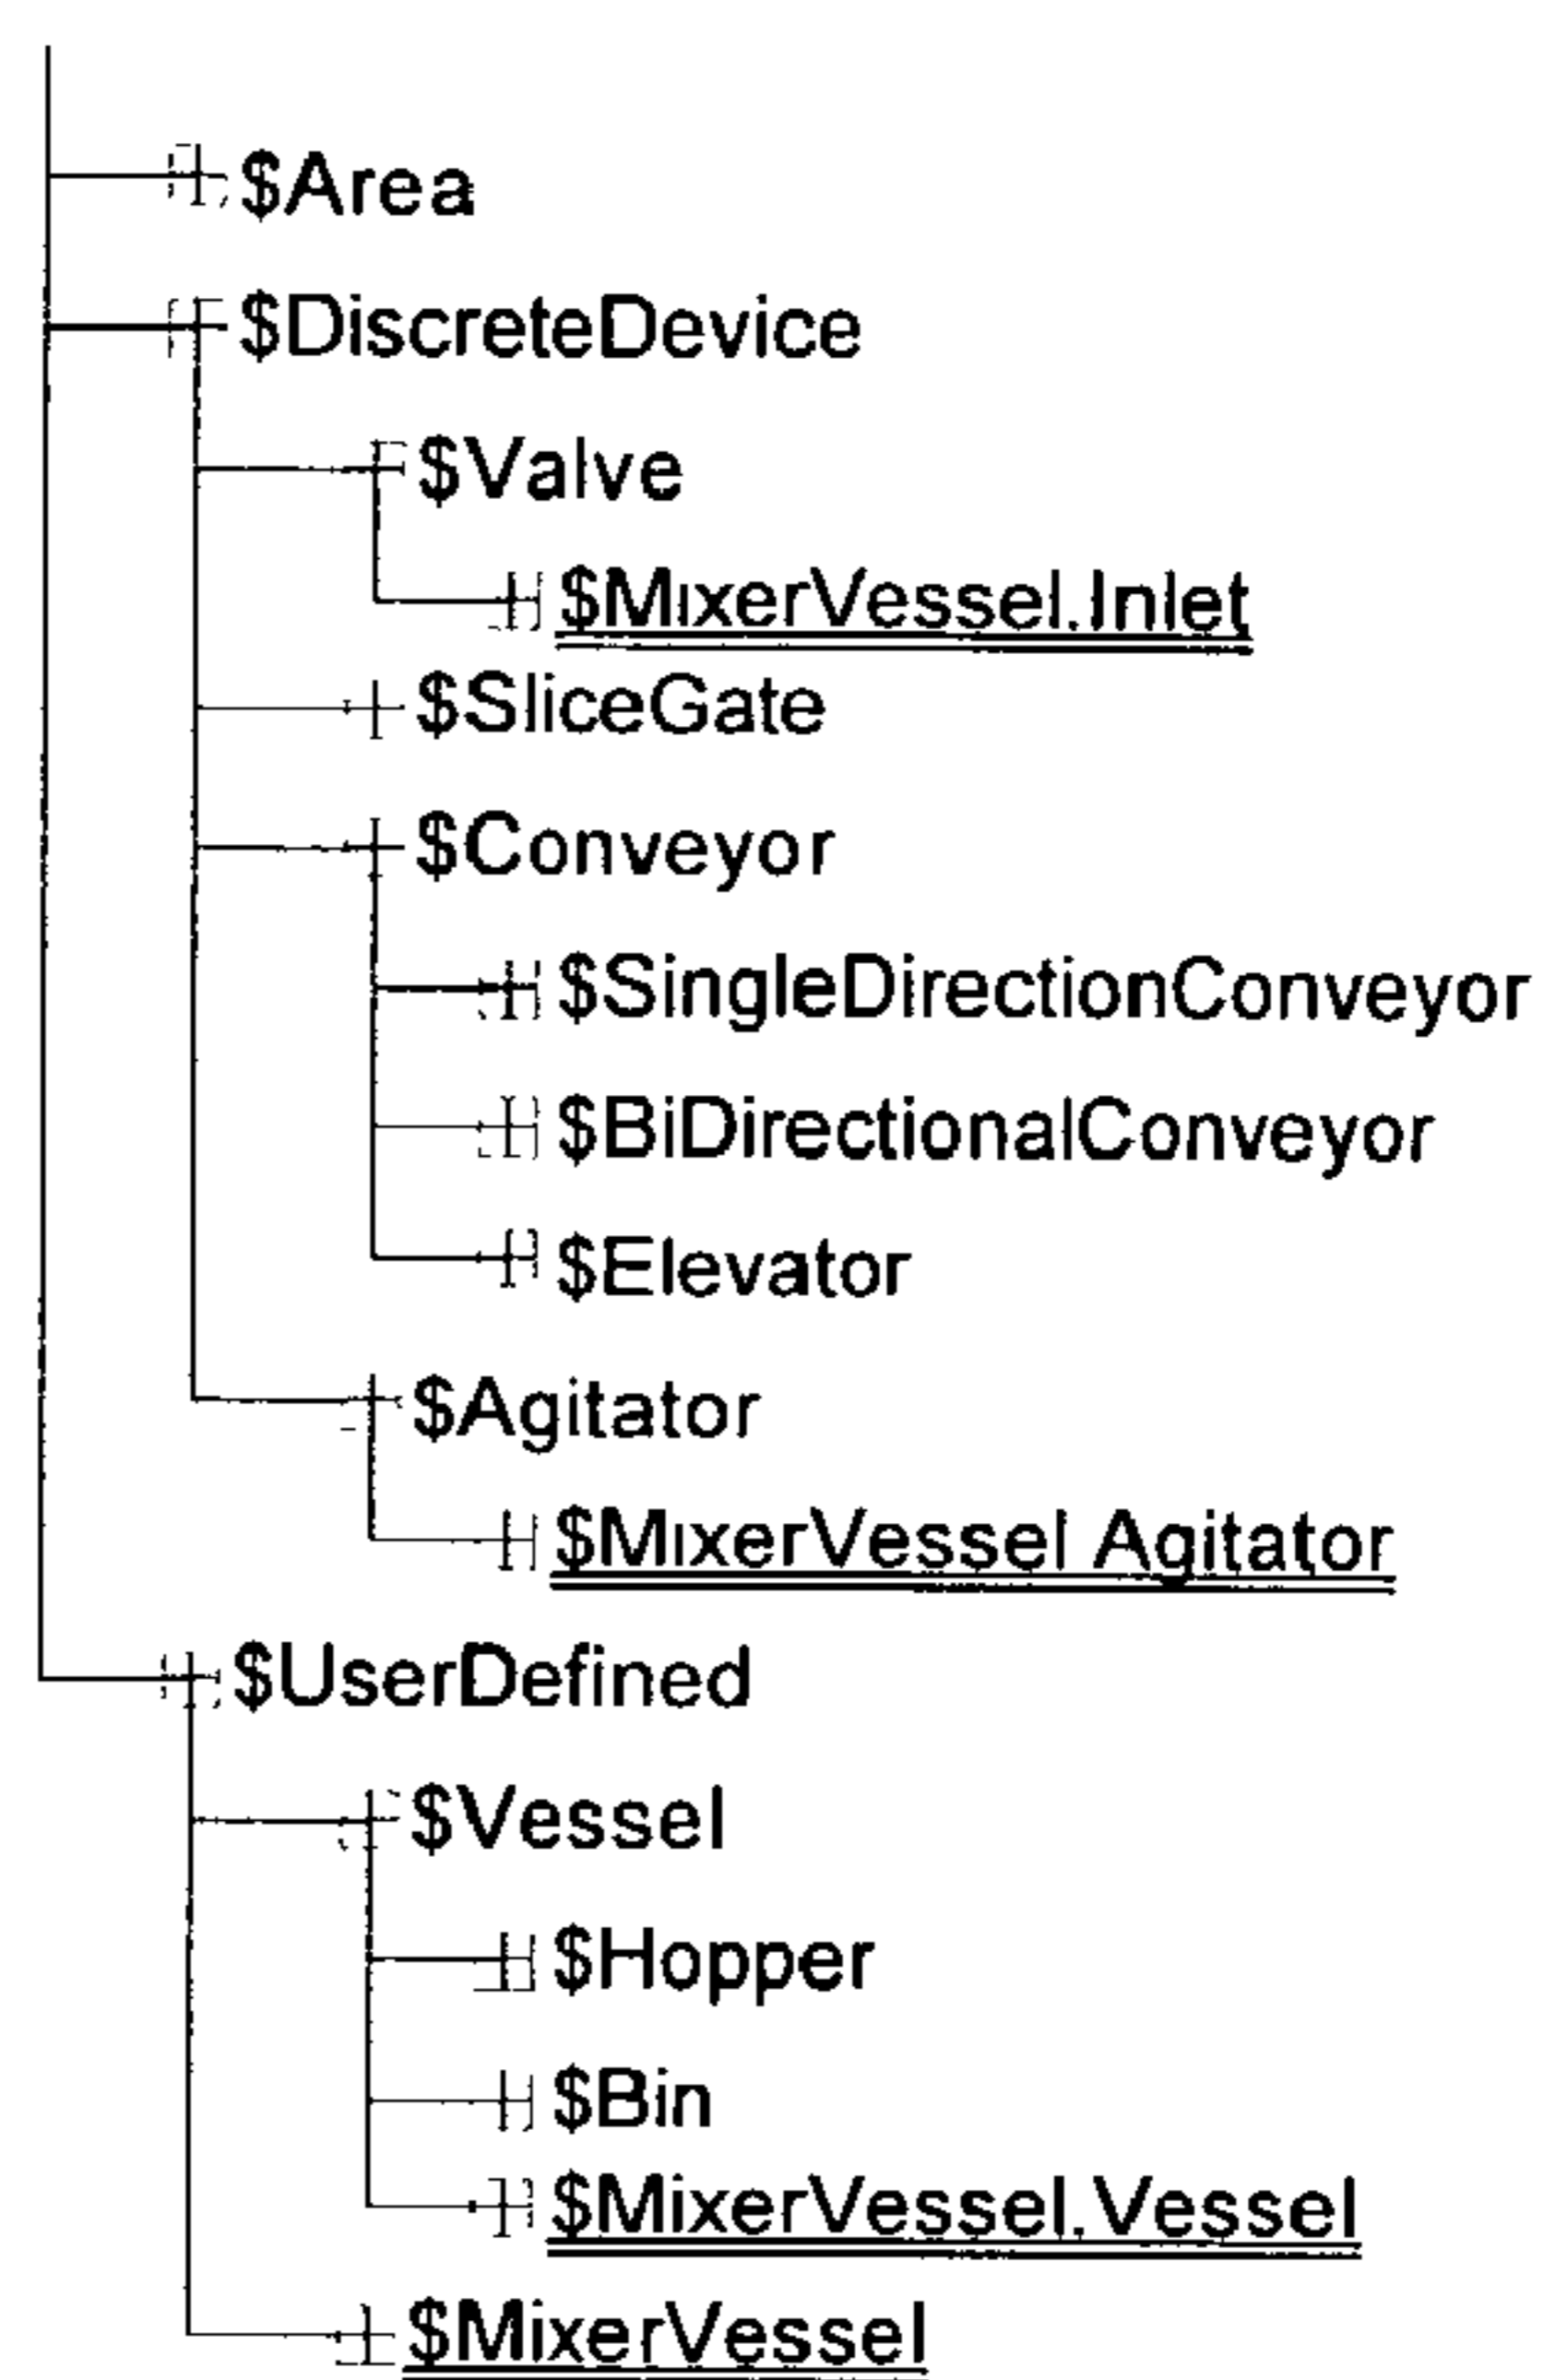 $Area
$DiscreteDevice
$Valve
$MixerVessel.Inlet
$SliceGate
$Conveyor
$SingleDirectionConveyor
$BiDirectionalConveyor
$Elevator
$Agitator
$MixerVessel Agitator
$UserDefined
$Vessel
$Hopper
$Bin
$MixerVessel.Vessel
$MixerVessel